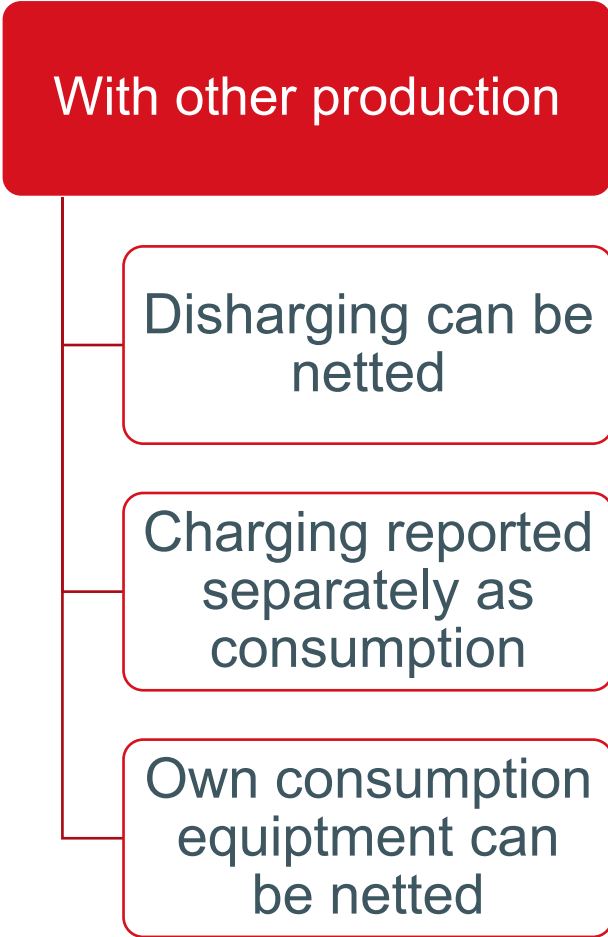 With other production
Disharging can be
netted
Charging reported
separately as
consumption
Own consumption
equiptment can
be netted